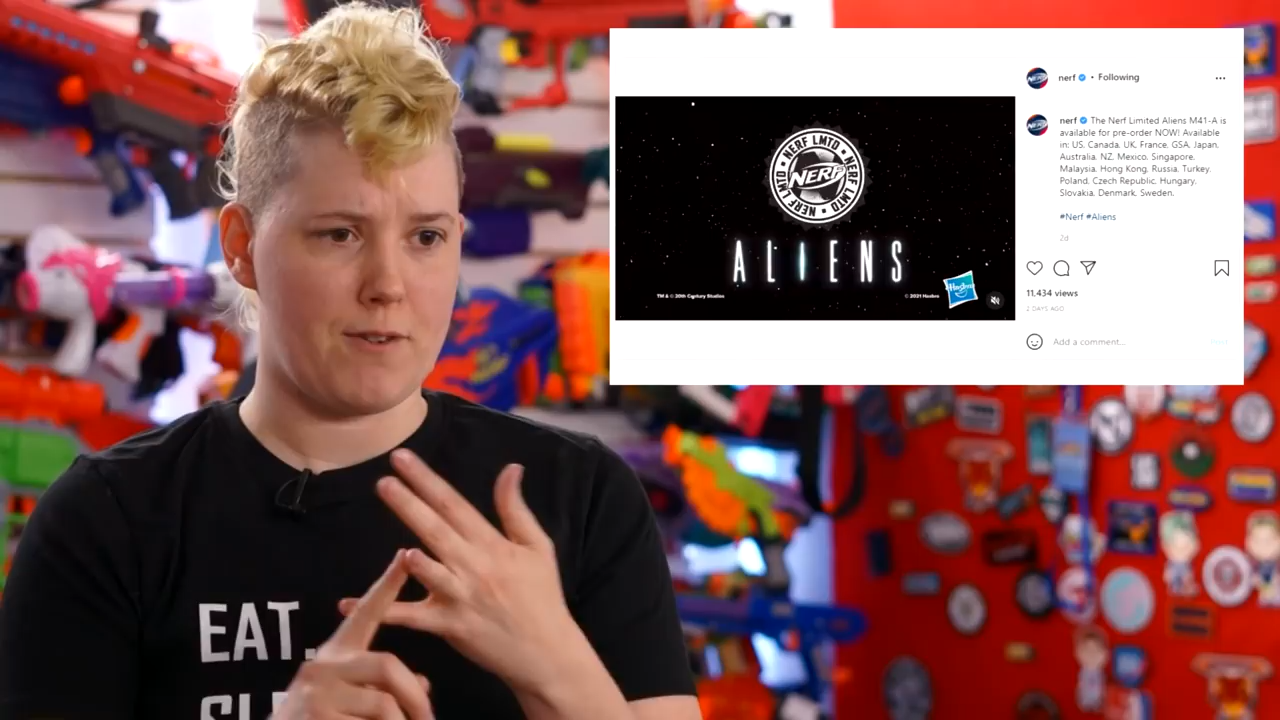 nerf • Following
nerf The Nerf Limited Aliens M41-A is
available for pre-order NOW! Available
in: US, Canada, UK, France, GSA, Japan,
Australia, NZ, Mexico, Singapore,
Malaysia, Hong Kong, Russia, Turkey,
Poland, Czech Republic, Hungary,
Slovakia, Denmark, Sweden.
#Nerf #Aliens
2d
NERF LMTD • NERF LMTD • NERF LMTD
NERF
ALIENS
TM & © 20th Century Studios
© 2021 Hasbro
Hasbro
11,434 views
2 DAYS AGO
Add a comment...
Post
EAT.